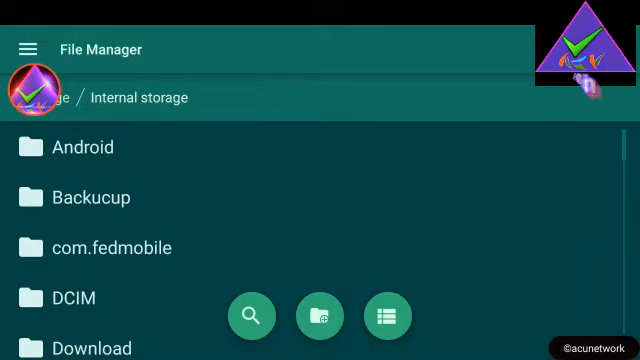 File Manager
ge / Internal storage
Android
Backucup
com.fedmobile
DCIM
Download
©acunetwork